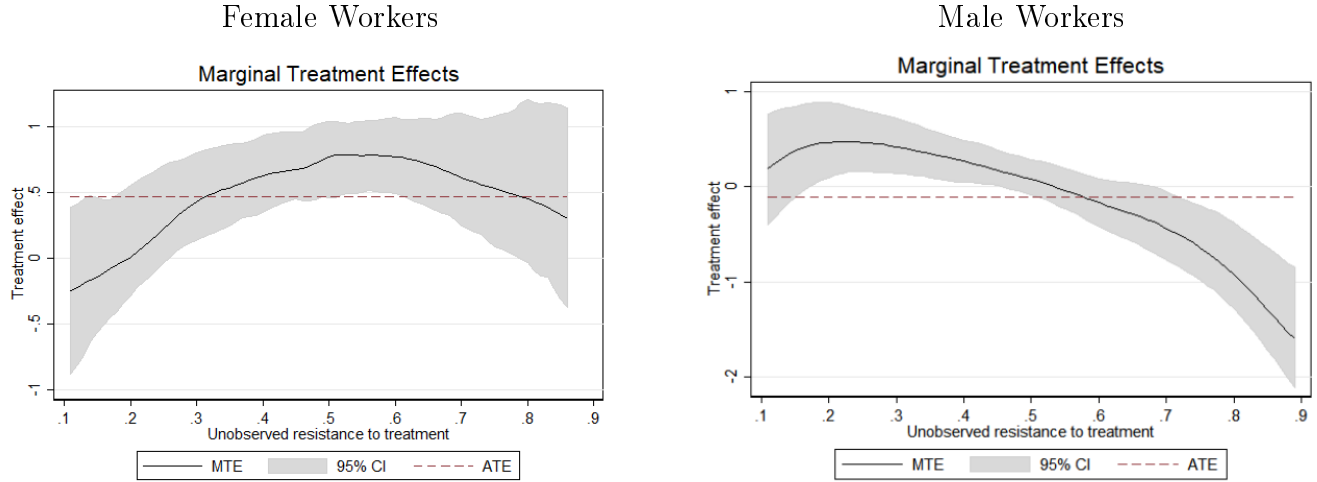 Female Workers
Marginal Treatment Effects
Treatment effect
1
.5
0
-.5
-1
.1 .2 .3 .4 .5 .6 .7 .8 .9
Unobserved resistance to treatment
MTE 95% CI ATE
Male Workers
Marginal Treatment Effects
Treatment effect
1
0
-1
-2
.1 .2 .3 .4 .5 .6 .7 .8 .9
Unobserved resistance to treatment
MTE 95% CI ATE